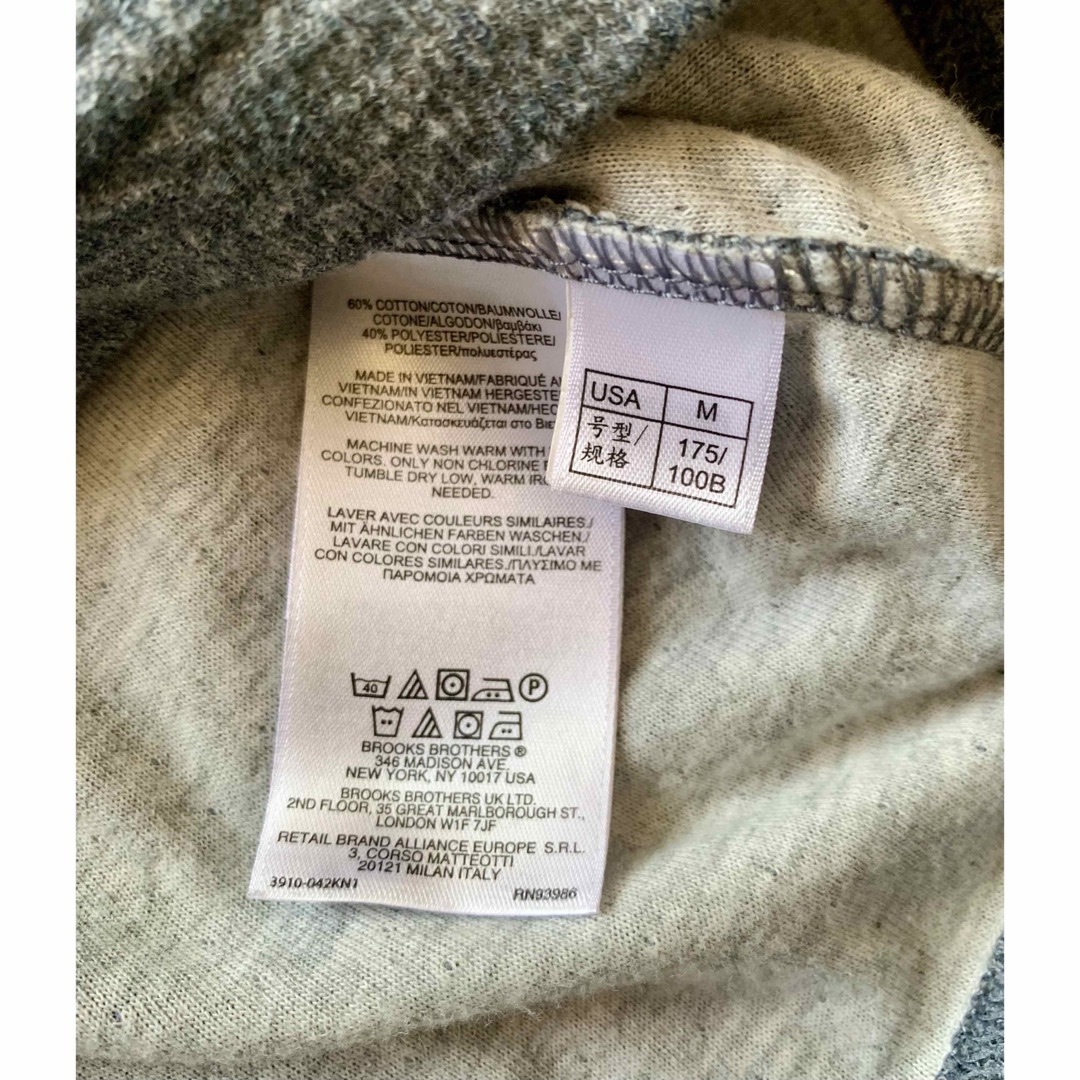 60% COTTON/COTON/BAUMWOLLE/
COTONE/ALGODON/βαμβάκι
40% POLYESTER/POLIESTERE/
POLIESTER/πολυεστέρας
MADE IN VIETNAM/FABRIQUÉ
VIETNAM/IN VIETNAM HERGESTE
CONFEZIONATO NEL VIETNAM/HEC
VIETNAM/Κατασκευάζεται στο Βιε
MACHINE WASH WARM WITH
COLORS. ONLY NON CHLORINE
TUMBLE DRY LOW, WARM
NEEDED.
LAVER AVEC COULEURS SIMILAIRES./
MIT ÄHNLICHEN FARBEN WASCHEN./
LAVARE CON COLORI SIMILI./LAVAR
CON COLORES SIMILARES./ΠΛΥΣΙΜΟ ΜΕ
ΠΑΡΟΜΟΙΑ ΧΡΩΜΑΤΑ
40 P
BROOKS BROTHERS ®
346 MADISON AVE.
NEW YORK, NY 10017 USA
BROOKS BROTHERS UK LTD.
2ND FLOOR, 35 GREAT MARLBOROUGH ST.,
LONDON W1F 7JF
RETAIL BRAND ALLIANCE EUROPE S.R.L.
3, CORSO MATTEOTTI
20121 MILAN ITALY
3910-042KN1 RN93986
USA M
号型/ 175/
规格 100B